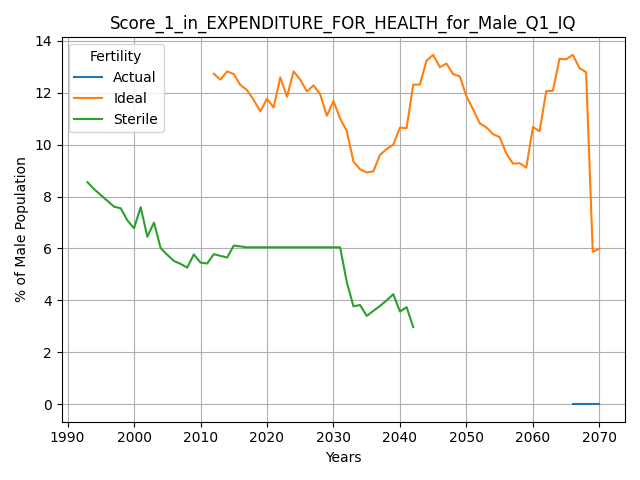 Score_1_in_EXPENDITURE_FOR_HEALTH_for_Male_Q1_IQ
Fertility
Actual
Ideal
Sterile
% of Male Population
14
12
10
8
6
4
2
0
1990 2000 2010 2020 2030 2040 2050 2060 2070
Years